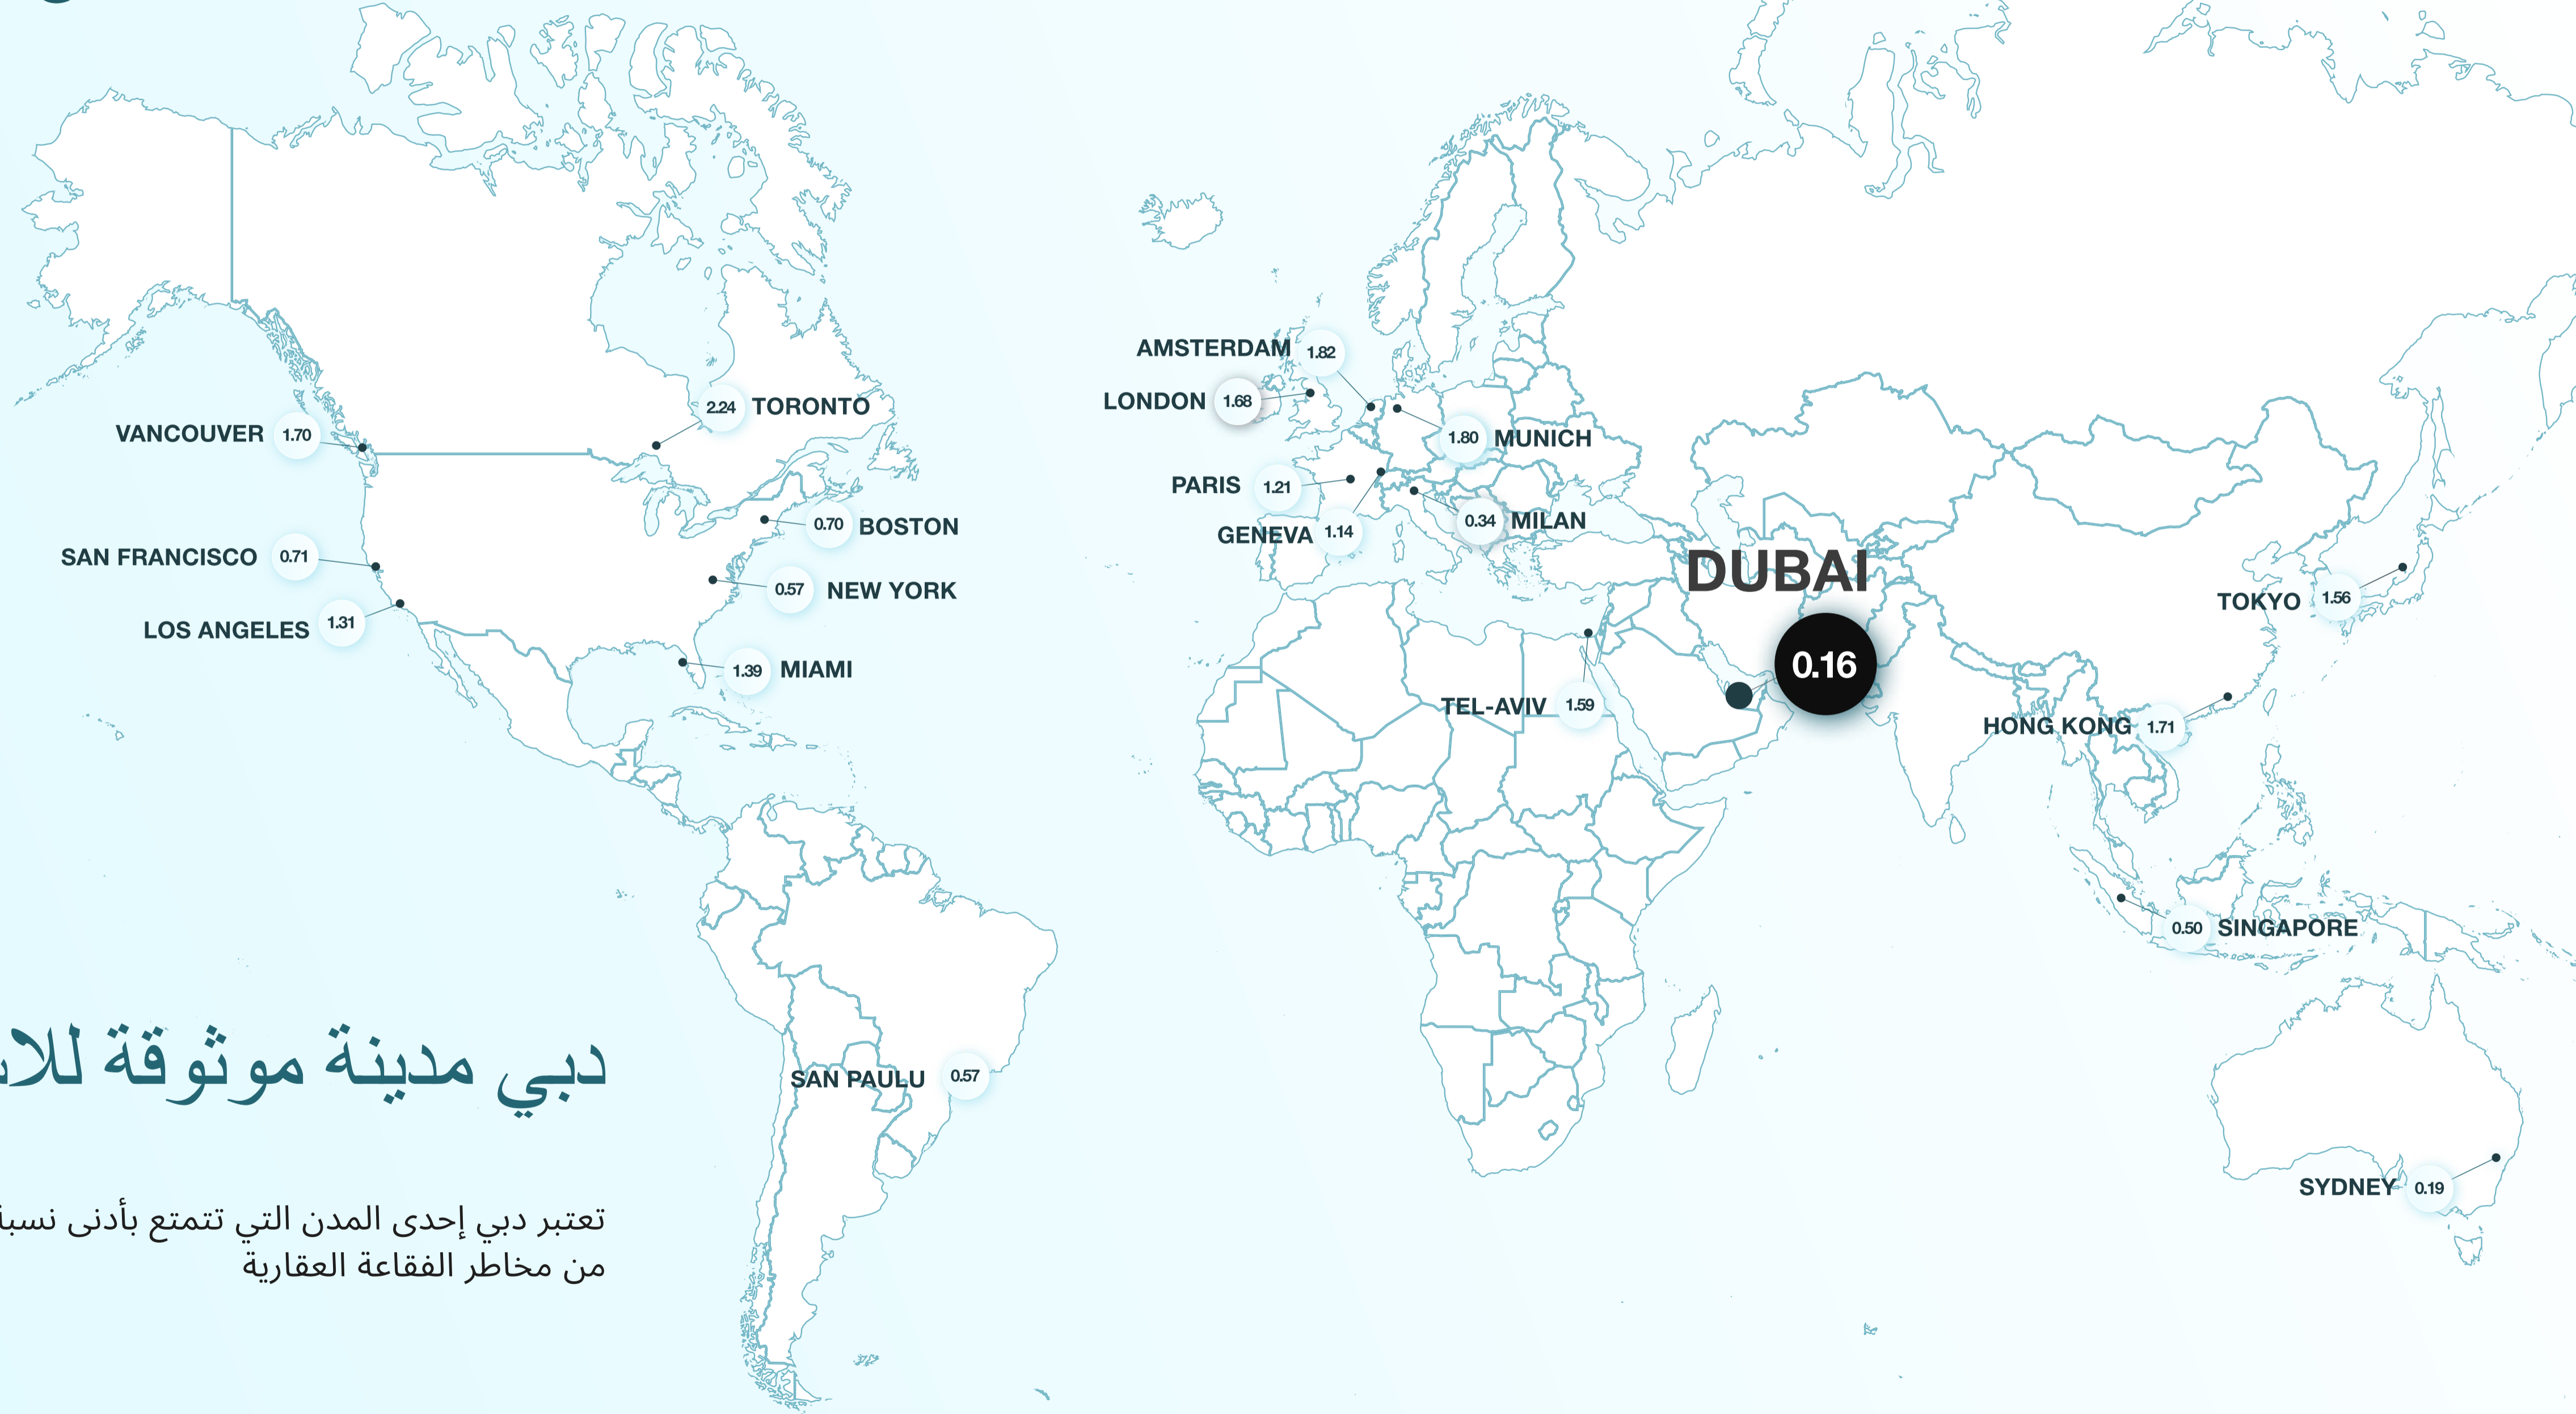 AMSTERDAM 1.82
LONDON 1.68
2.24 TORONTO
VANCOUVER 1.70
1.80 MUNICH
PARIS 1.21
0.34 MILAN
GENEVA 1.14
0.70 BOSTON
SAN FRANCISCO 0.71
0.57 NEW YORK
LOS ANGELES 1.31
1.39 MIAMI
DUBAI
0.16
TOKYO 1.56
TEL-AVIV 1.59
HONG KONG 1.71
0.50 SINGAPORE
SAN PAULU 0.57
SYDNEY 0.19
دبي مدينة موثوقة
تعتبر دبي إحدى المدن التي تتمتع بأدنى
من مخاطر الفقاعة العقارية